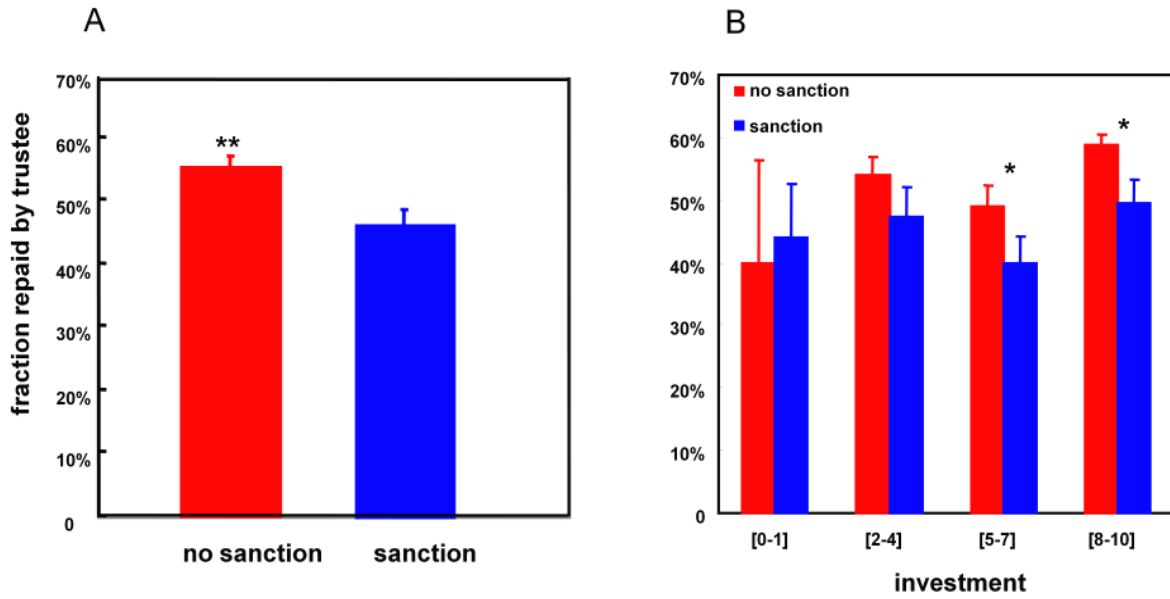 A
fraction repaid by trustee
70%
60%
50%
40%
30%
20%
10%
0
**
no sanction
sanction
B
70%
60%
50%
40%
30%
20%
10%
0
no sanction
sanction
*
*
[0-1]
[2-4]
[5-7]
[8-10]
investment